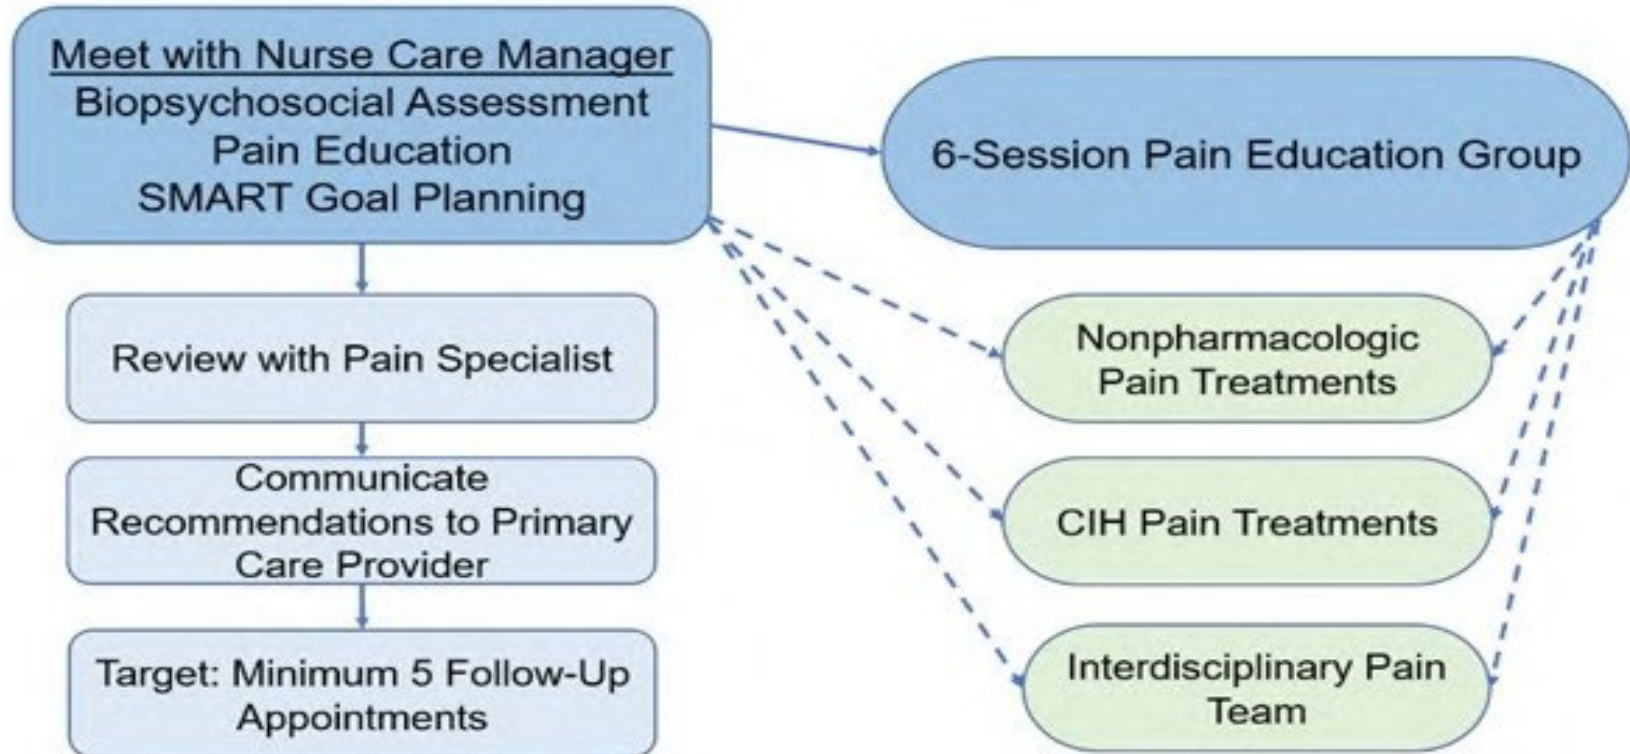 Meet with Nurse Care Manager
Biopsychosocial Assessment
Pain Education
SMART Goal Planning
6-Session Pain Education Group
Review with Pain Specialist
Communicate
Recommendations to Primary
Care Provider
Target: Minimum 5 Follow-Up
Appointments
Nonpharmacologic
Pain Treatments
CIH Pain Treatments
Interdisciplinary Pain
Team